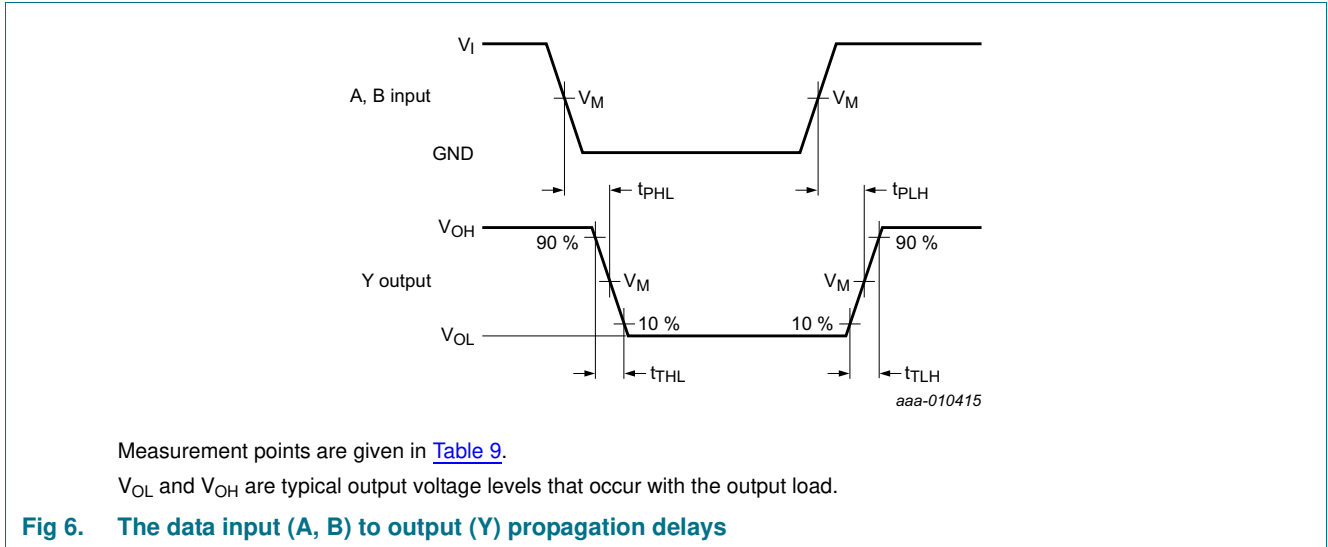 VI
A, B input
VM
VM
GND
tPHL
tPLH
VOH
90 %
90 %
Y output
VM
VM
10 %
10 %
VOL
tTHL
tTLH
aaa-010415
Measurement points are given in Table 9.
VOL and VOH are typical output voltage levels that occur with the output load.
Fig 6. The data input (A, B) to output (Y) propagation delays